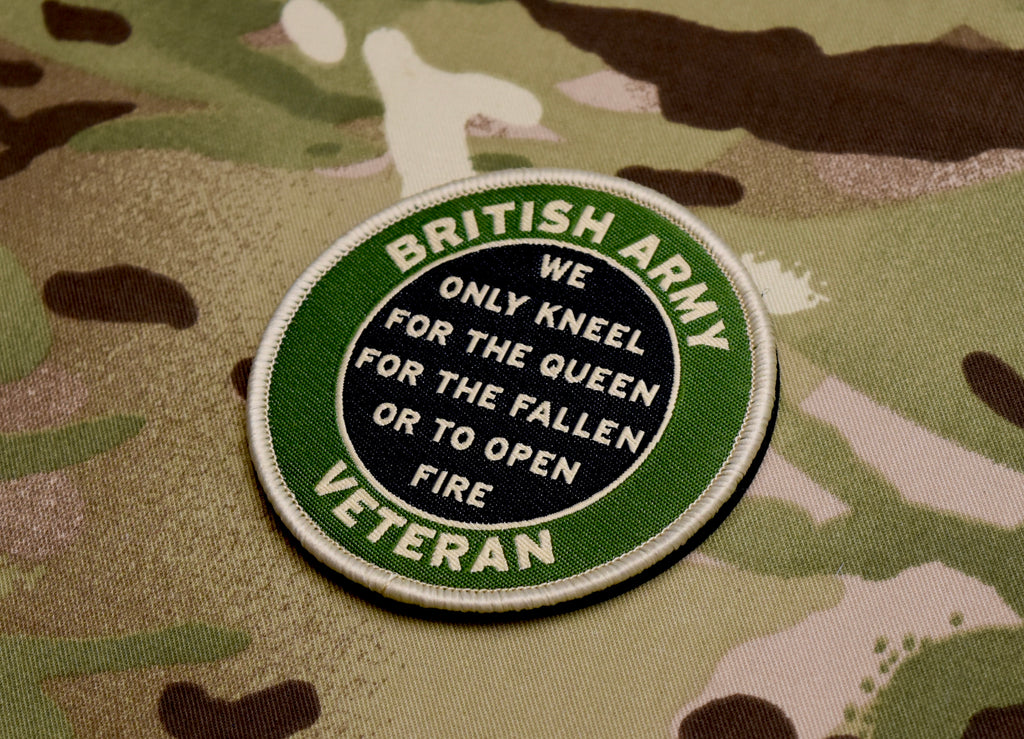 BRITISH ARMY
WE
ONLY KNEEL
FOR THE QUEEN
FOR THE FALLEN
OR TO OPEN
FIRE
VETERAN